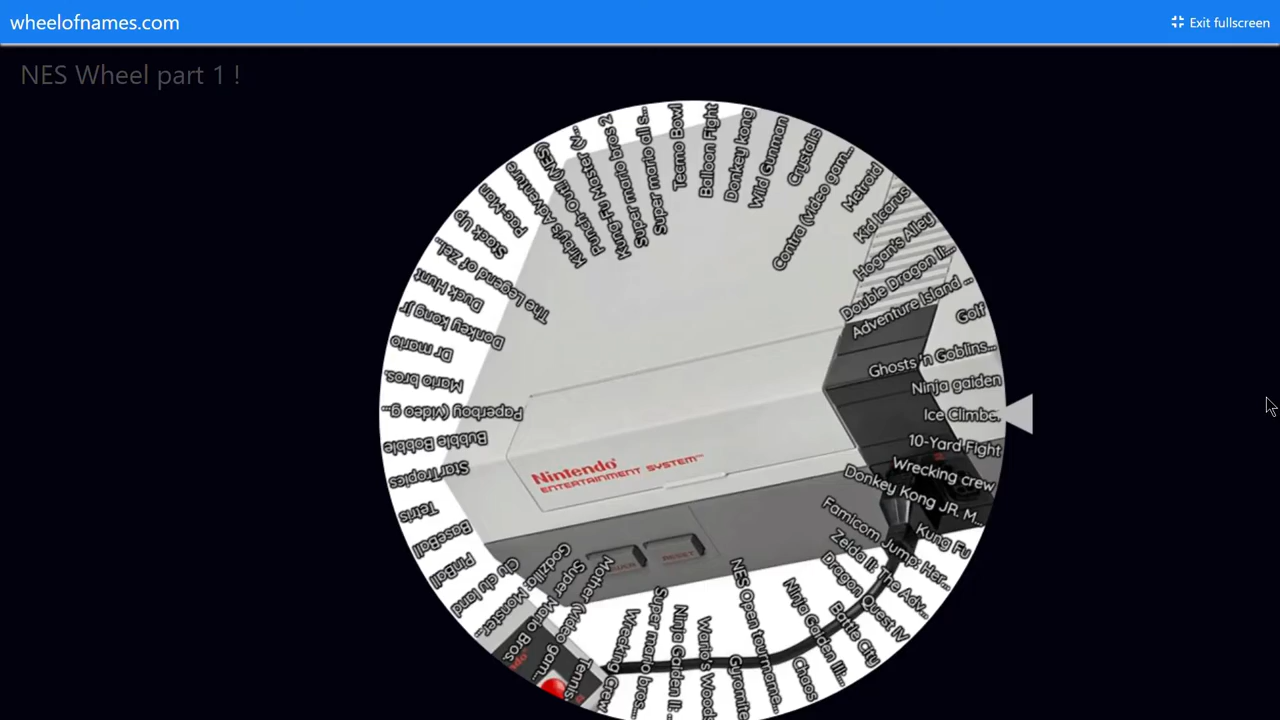 wheelofnames.com
Exit fullscreen
NES Wheel part 1 !
Tecmo Bowl
Balloon Fight
Donkey kong
Wild Gunman
Crystalis
Contra (Video gam...
Metroid
Kid Icarus
Hogan's Alley
Double Dragon II:...
Adventure Island ...
Golf
Ghosts 'n Goblins...
Ninja gaiden
Ice Climber
10-Yard Fight
Wrecking crew
Donkey Kong JR. M...
Kung Fu
Famicom Jump: Her...
Zelda II: The Adv...
Dragon Quest IV
Battle City
Ninja Gaiden III:...
Chaos
NES Open tourname...
Gyromite
Wario's Woods
Ninja Gaiden II:...
Super mario bros...
Wrecking crew
Tennis
Mother (Video gam...
Super Mario Bros.
Godzilla: Monster...
Clu clu land
PinBall
BaseBall
Tetris
StarTropics
Bubble Bobble
Paperboy (Video g...
Mario bros.
Dr mario
Donkey kong jr
Duck Hunt
The Legend of Zel...
Stack Up
Pac-Man
Kirby's Adventure
Punch-Out!! (NES)
Kung-Fu Master (V...
Super mario bros 2
Super mario all s...
Nintendo
ENTERTAINMENT SYSTEM™
RESET